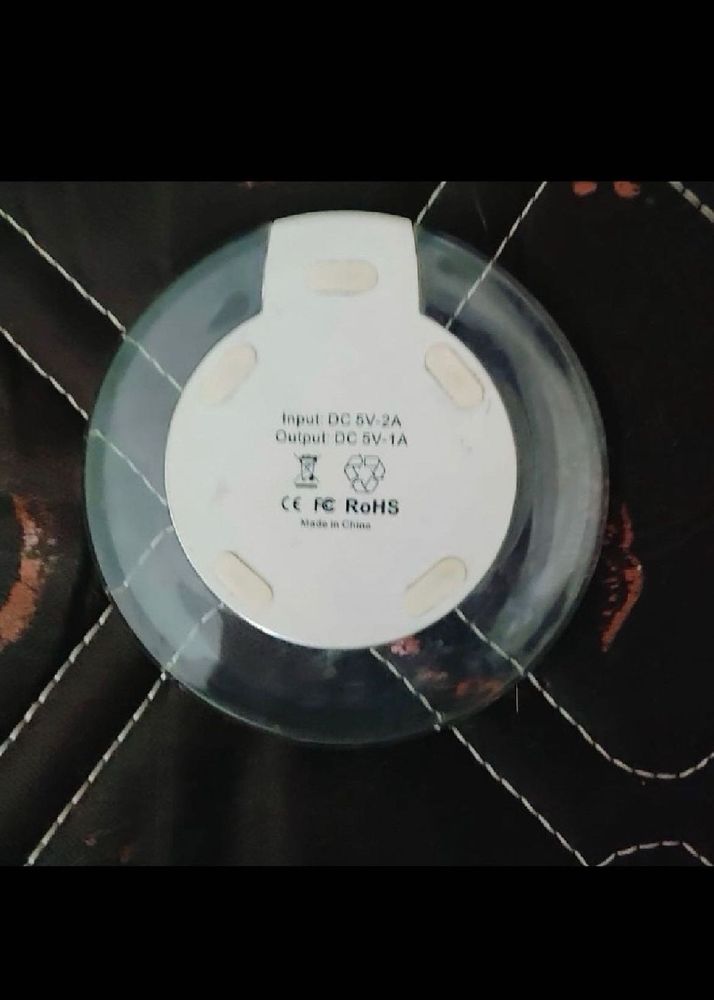 Input: DC 5V-2A
Output: DC 5V-1A
CE FC RoHS
Made in China